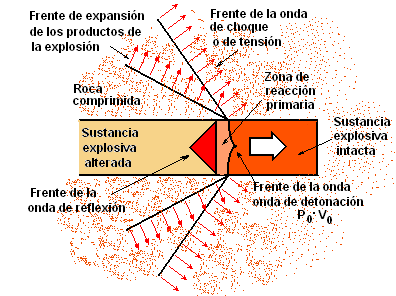 Frente de expansión
de los productos de
la explosión
Frente de la onda
de choque
o de tensión
Roca
comprimida
Zona de
reacción
primaria
Sustancia
explosiva
alterada
Sustancia
explosiva
intacta
Frente de la
onda de réflexión
Frente de la onda
onda de detonación
P0· V0